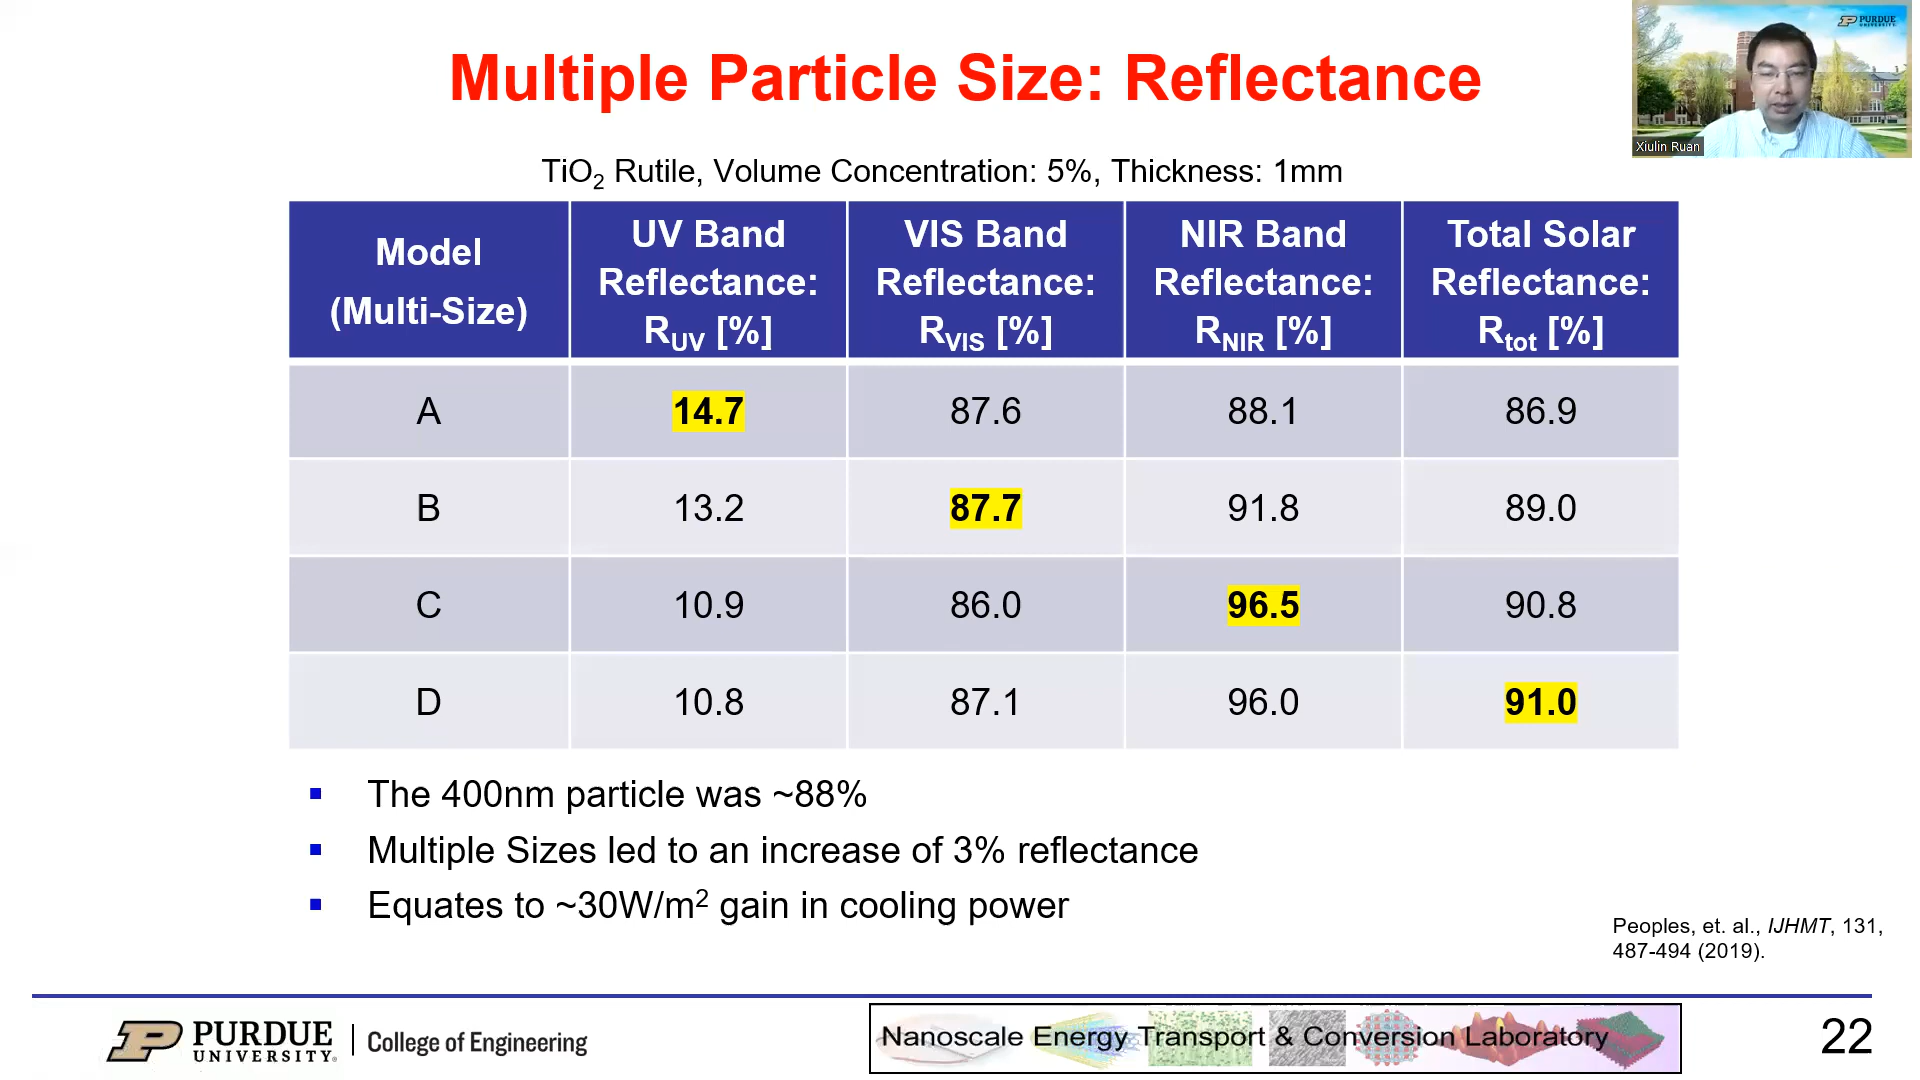 PURDUE
UNIVERSITY
Xiulin Ruan
Multiple Particle Size: Reflectance
TiO₂ Rutile, Volume Concentration: 5%, Thickness: 1mm
Model
(Multi-Size)
UV Band
Reflectance:
R_UV [%]
VIS Band
Reflectance:
R_VIS [%]
NIR Band
Reflectance:
R_NIR [%]
Total Solar
Reflectance:
R_tot [%]
A 14.7 87.6 88.1 86.9
B 13.2 87.7 91.8 89.0
C 10.9 86.0 96.5 90.8
D 10.8 87.1 96.0 91.0
▪ The 400nm particle was ~88%
▪ Multiple Sizes led to an increase of 3% reflectance
▪ Equates to ~30W/m² gain in cooling power
Peoples, et. al., IJHMT, 131,
487-494 (2019).
P PURDUE
UNIVERSITY®
College of Engineering
Nanoscale Energy Transport & Conversion Laboratory
22